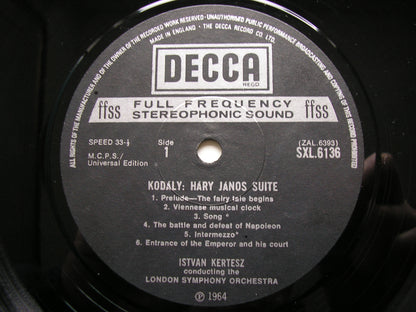 ALL RIGHTS OF THE MANUFACTURER AND OF THE OWNER OF THE RECORDED WORK RESERVED · UNAUTHORISED PUBLIC PERFORMANCE BROADCASTING AND COPYING OF THIS RECORD PROHIBITED
MADE IN ENGLAND · THE DECCA RECORD CO. LTD.
DECCA
REGD
ffss FULL FREQUENCY ffss
STEREOPHONIC SOUND
SPEED 33-⅓
Side
1
(ZAL.6393)
SXL.6136
M.C.P.S./
Universal Edition
KODALY: HARY JANOS SUITE
1. Prelude—The fairy tale begins
2. Viennese musical clock
3. Song *
4. The battle and defeat of Napoleon
5. Intermezzo*
6. Entrance of the Emperor and his court
ISTVAN KERTESZ
conducting the
LONDON SYMPHONY ORCHESTRA
Ⓟ 1964